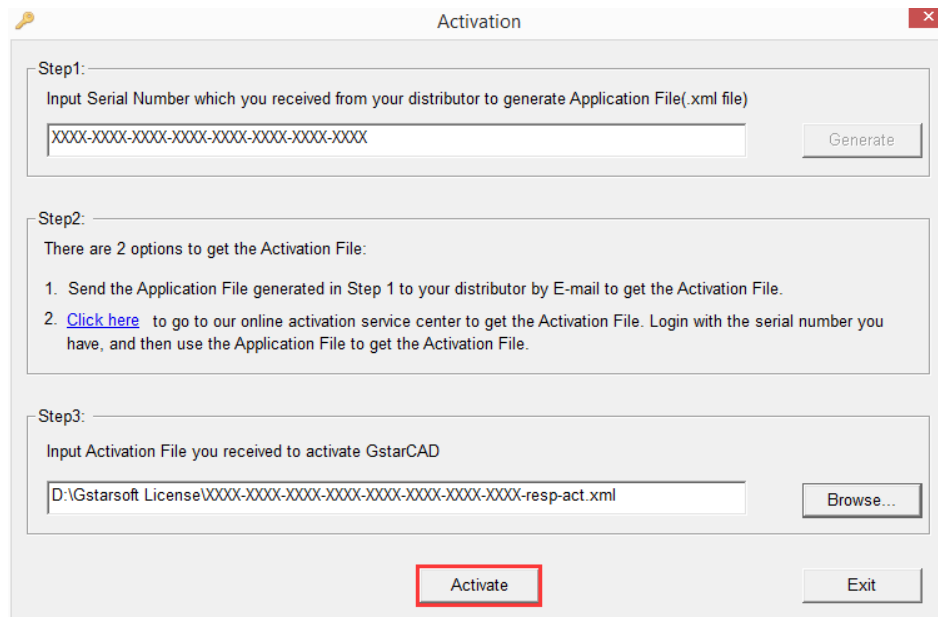 Activation
Step1:
Input Serial Number which you received from your distributor to generate Application File(.xml file)
XXXX-XXXX-XXXX-XXXX-XXXX-XXXX-XXXX-XXXX
Generate
Step2:
There are 2 options to get the Activation File:
1. Send the Application File generated in Step 1 to your distributor by E-mail to get the Activation File.
2. Click here to go to our online activation service center to get the Activation File. Login with the serial number you
have, and then use the Application File to get the Activation File.
Step3:
Input Activation File you received to activate GstarCAD
D:\Gstarsoft License\XXXX-XXXX-XXXX-XXXX-XXXX-XXXX-XXXX-XXXX-resp-act.xml
Browse...
Activate
Exit